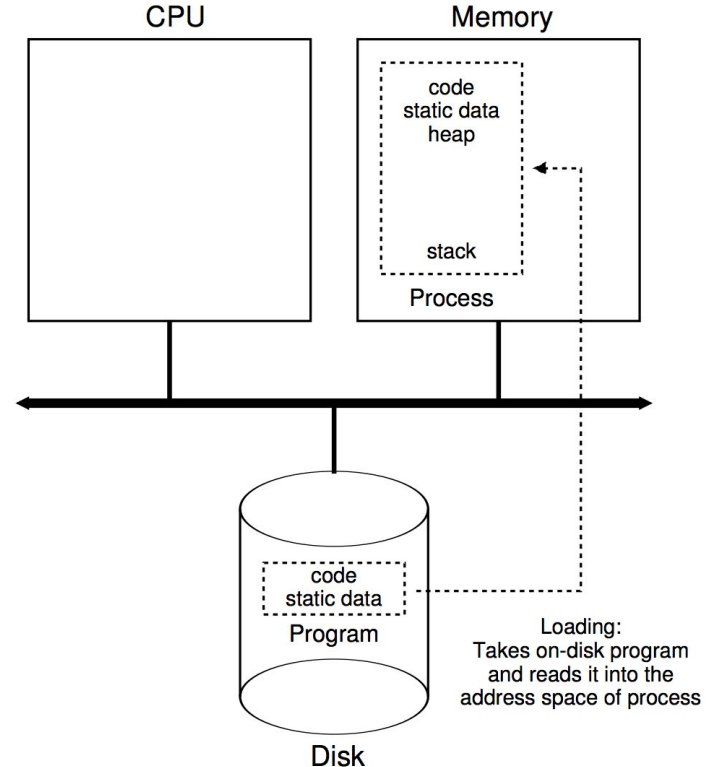 CPU
Memory
code
static data
heap
stack
Process
code
static data
Program
Loading:
Takes on-disk program
and reads it into the
address space of process
Disk